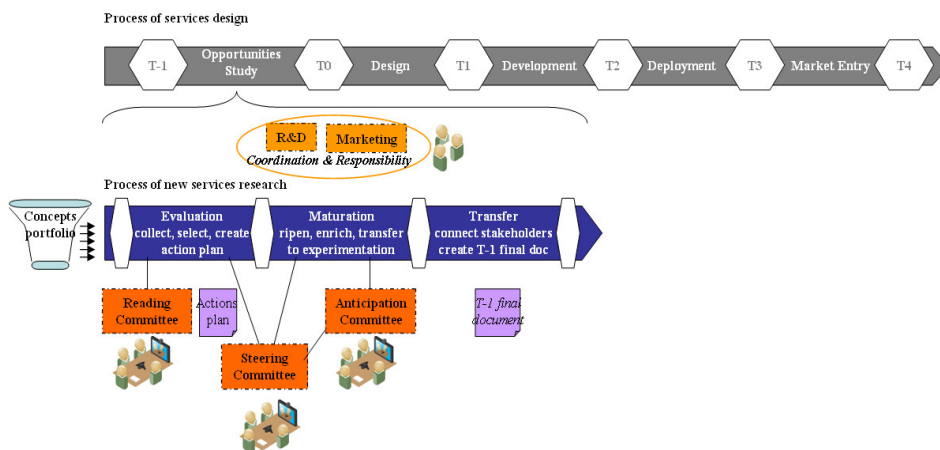 Process of services design
T-1
Opportunities
Study
T0
Design
T1
Development
T2
Deployment
T3
Market Entry
T4
R&D
Marketing
Coordination & Responsibility
Process of new services research
Concepts
portfolio
Evaluation
collect, select, create
action plan
Maturation
ripen, enrich, transfer
to experimentation
Transfer
connect stakeholders
create T-1 final doc
Reading
Committee
Actions
plan
Anticipation
Committee
T-1 final
document
Steering
Committee